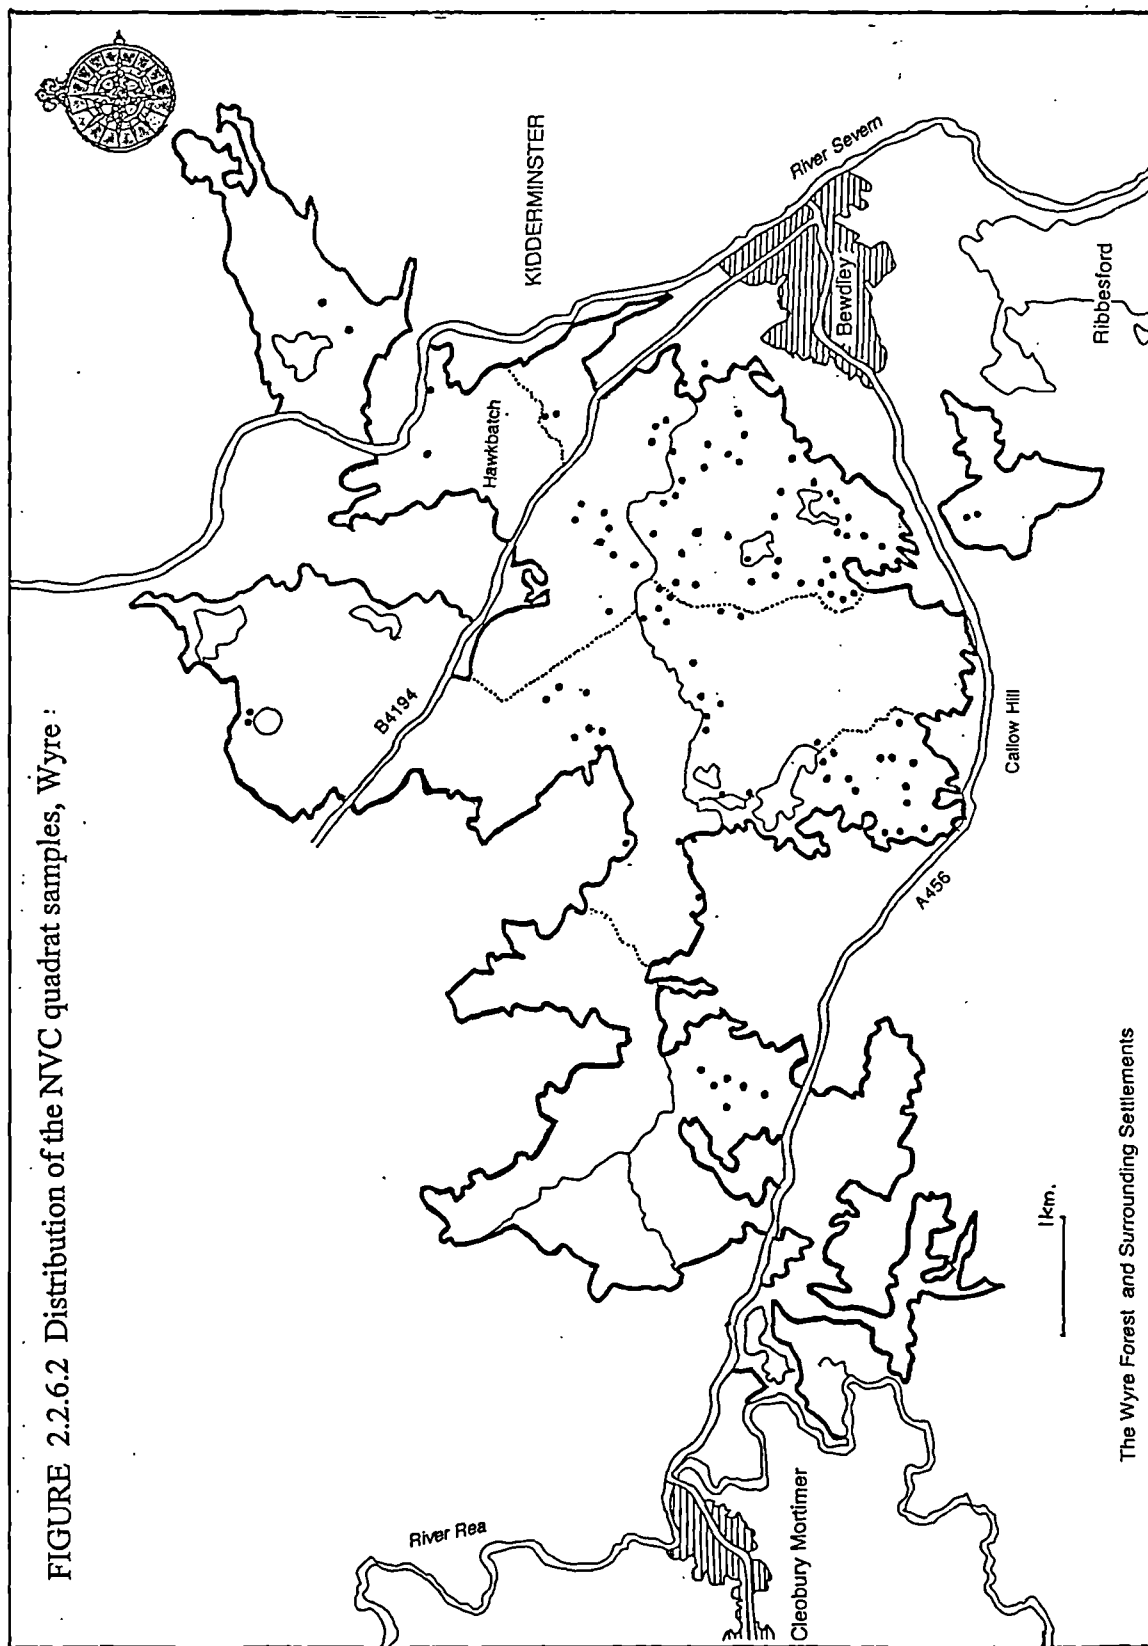 FIGURE 2.2.6.2 Distribution of the NVC quadrat samples, Wyre
KIDDERMINSTER
River Severn
Hawkbatch
Bewdley
Ribbesford
B4194
Callow Hill
A456
River Rea
Cleobury Mortimer
1km.
The Wyre Forest and Surrounding Settlements